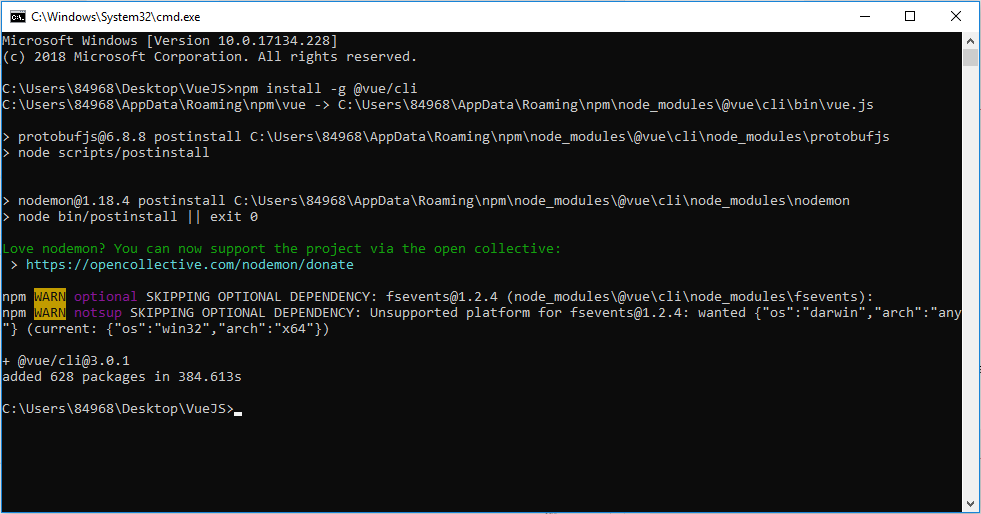 C:\Windows\System32\cmd.exe
Microsoft Windows [Version 10.0.17134.228]
(c) 2018 Microsoft Corporation. All rights reserved.
C:\Users\84968\Desktop\VueJS>npm install -g @vue/cli
C:\Users\84968\AppData\Roaming\npm\vue -> C:\Users\84968\AppData\Roaming\npm\node_modules\@vue\cli\bin\vue.js
> protobufjs@6.8.8 postinstall C:\Users\84968\AppData\Roaming\npm\node_modules\@vue\cli\node_modules\protobufjs
> node scripts/postinstall
> nodemon@1.18.4 postinstall C:\Users\84968\AppData\Roaming\npm\node_modules\@vue\cli\node_modules\nodemon
> node bin/postinstall || exit 0
Love nodemon? You can now support the project via the open collective:
> https://opencollective.com/nodemon/donate
npm WARN optional SKIPPING OPTIONAL DEPENDENCY: fsevents@1.2.4 (node_modules\@vue\cli\node_modules\fsevents):
npm WARN notsup SKIPPING OPTIONAL DEPENDENCY: Unsupported platform for fsevents@1.2.4: wanted {"os":"darwin","arch":"any
"} (current: {"os":"win32","arch":"x64"})
+ @vue/cli@3.0.1
added 628 packages in 384.613s
C:\Users\84968\Desktop\VueJS>